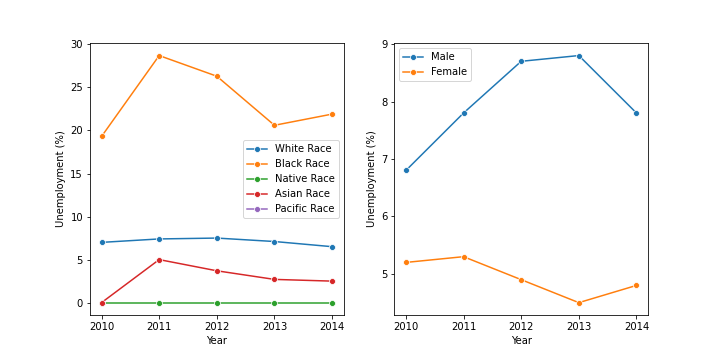 30
25
20
15
10
5
0
Unemployment (%)
White Race
Black Race
Native Race
Asian Race
Pacific Race
2010 2011 2012 2013 2014
Year
9
8
7
6
5
Unemployment (%)
Male
Female
2010 2011 2012 2013 2014
Year